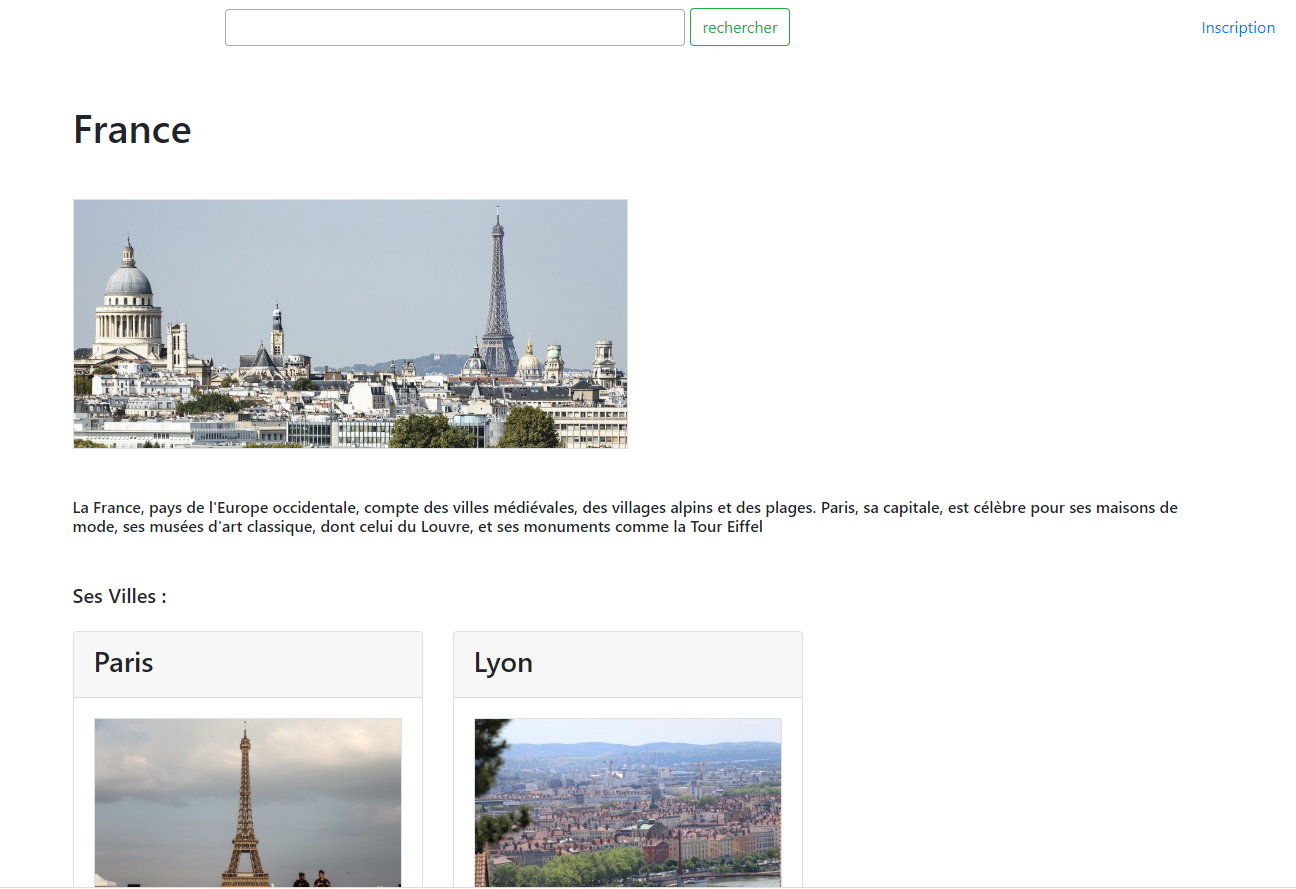 rechercher
Inscription
France
La France, pays de l'Europe occidentale, compte des villes médiévales, des villages alpins et des plages. Paris, sa capitale, est célèbre pour ses maisons de
mode, ses musées d'art classique, dont celui du Louvre, et ses monuments comme la Tour Eiffel
Ses Villes :
Paris
Lyon